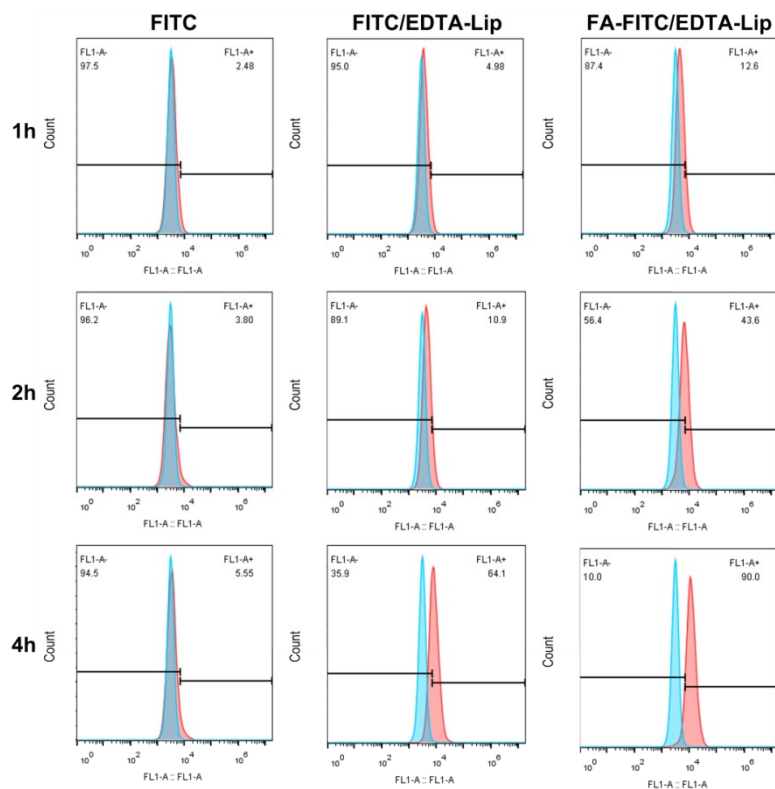 FITC FITC/EDTA-Lip FA-FITC/EDTA-Lip
1h
FL1-A- FL1-A+
97.5 2.48
Count
10^0 10^2 10^4 10^6
FL1-A :: FL1-A
FL1-A- FL1-A+
95.0 4.98
Count
10^0 10^2 10^4 10^6
FL1-A :: FL1-A
FL1-A- FL1-A+
87.4 12.6
Count
10^0 10^2 10^4 10^6
FL1-A :: FL1-A
2h
FL1-A- FL1-A+
96.2 3.80
Count
10^0 10^2 10^4 10^6
FL1-A :: FL1-A
FL1-A- FL1-A+
89.1 10.9
Count
10^0 10^2 10^4 10^6
FL1-A :: FL1-A
FL1-A- FL1-A+
56.4 43.6
Count
10^0 10^2 10^4 10^6
FL1-A :: FL1-A
4h
FL1-A- FL1-A+
94.5 5.55
Count
10^0 10^2 10^4 10^6
FL1-A :: FL1-A
FL1-A- FL1-A+
35.9 64.1
Count
10^0 10^2 10^4 10^6
FL1-A :: FL1-A
FL1-A- FL1-A+
10.0 90.0
Count
10^0 10^2 10^4 10^6
FL1-A :: FL1-A